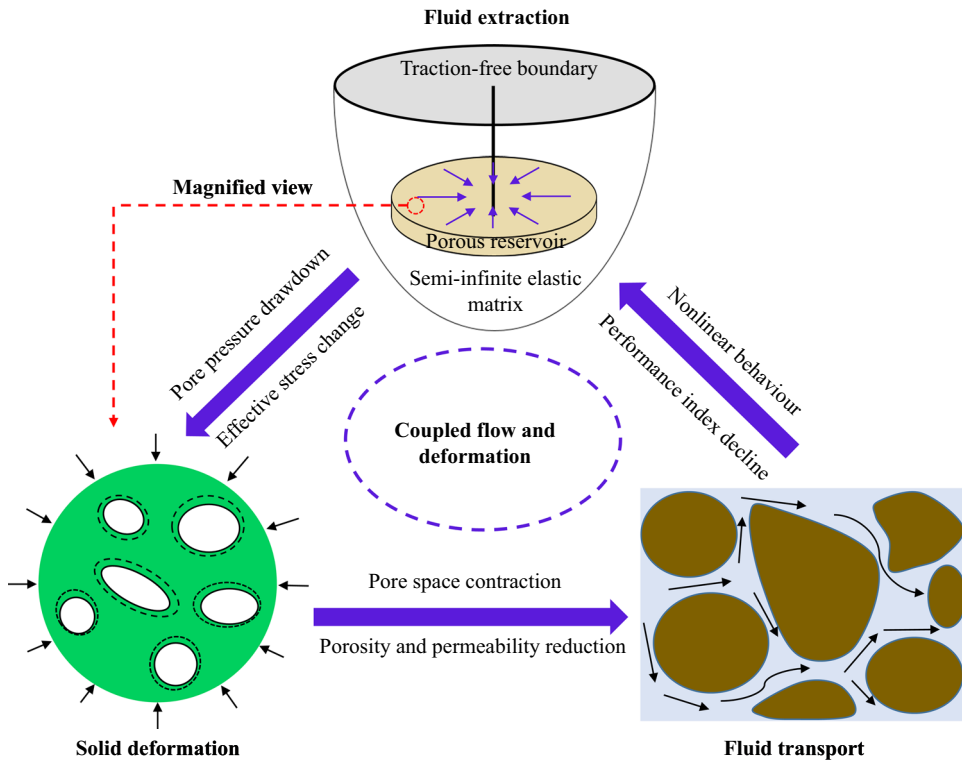 Fluid extraction
Traction-free boundary
Magnified view
Porous reservoir
Semi-infinite elastic
matrix
Pore pressure drawdown
Effective stress change
Nonlinear behaviour
Performance index decline
Coupled flow and
deformation
Pore space contraction
Porosity and permeability reduction
Solid deformation
Fluid transport